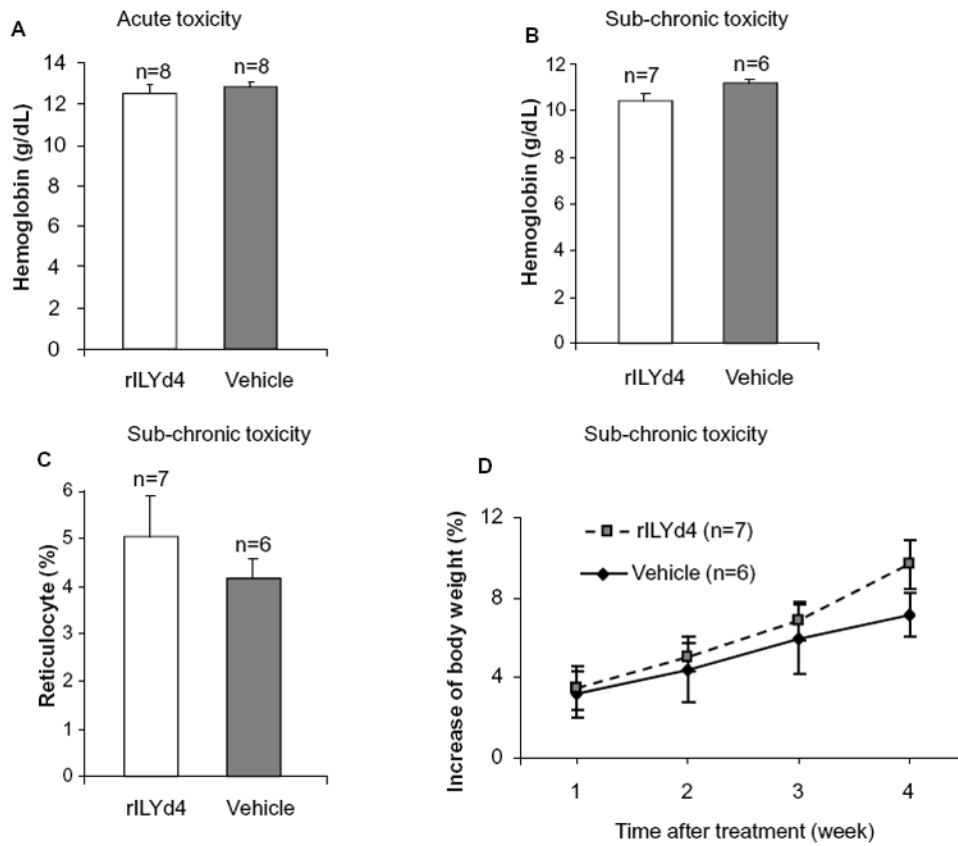 A
Acute toxicity
Hemoglobin (g/dL)
14
12
10
8
6
4
2
0
n=8
n=8
rILYd4
Vehicle
B
Sub-chronic toxicity
Hemoglobin (g/dL)
12
10
8
6
4
2
0
n=7
n=6
rILYd4
Vehicle
C
Sub-chronic toxicity
Reticulocyte (%)
6
5
4
3
2
1
0
n=7
n=6
rILYd4
Vehicle
D
Sub-chronic toxicity
Increase of body weight (%)
12
8
4
0
rILYd4 (n=7)
Vehicle (n=6)
1 2 3 4
Time after treatment (week)